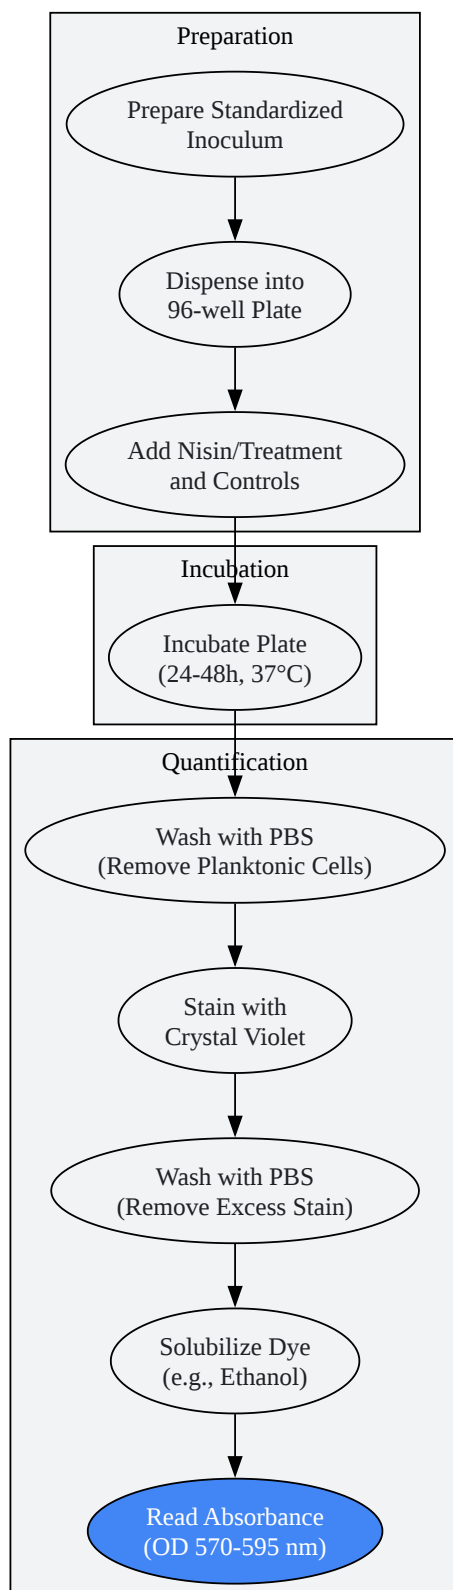 Preparation
Prepare Standardized
Inoculum
Dispense into
96-well Plate
Add Nisin/Treatment
and Controls
Incubation
Incubate Plate
(24-48h, 37°C)
Quantification
Wash with PBS
(Remove Planktonic Cells)
Stain with
Crystal Violet
Wash with PBS
(Remove Excess Stain)
Solubilize Dye
(e.g., Ethanol)
Read Absorbance
(OD 570-595 nm)